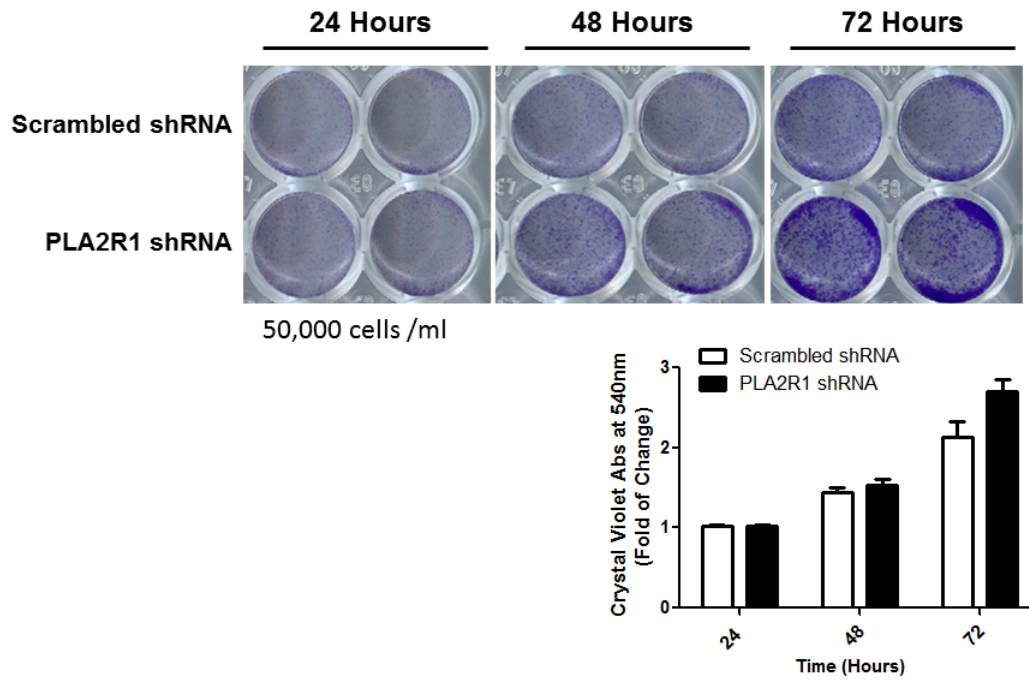 24 Hours
48 Hours
72 Hours
Scrambled shRNA
PLA2R1 shRNA
50,000 cells /ml
Scrambled shRNA
PLA2R1 shRNA
Crystal Violet Abs at 540nm
(Fold of Change)
3
2
1
0
24
48
72
Time (Hours)